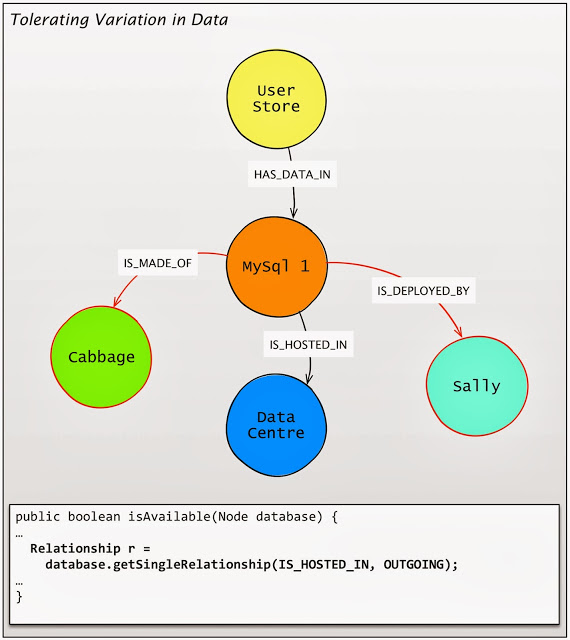 Tolerating Variation in Data
User
Store
HAS_DATA_IN
IS_MADE_OF
MySql 1
IS_DEPLOYED_BY
IS_HOSTED_IN
Cabbage
Sally
Data
Centre
public boolean isAvailable(Node database) {
…
Relationship r =
database.getSingleRelationship(IS_HOSTED_IN, OUTGOING);
…
}